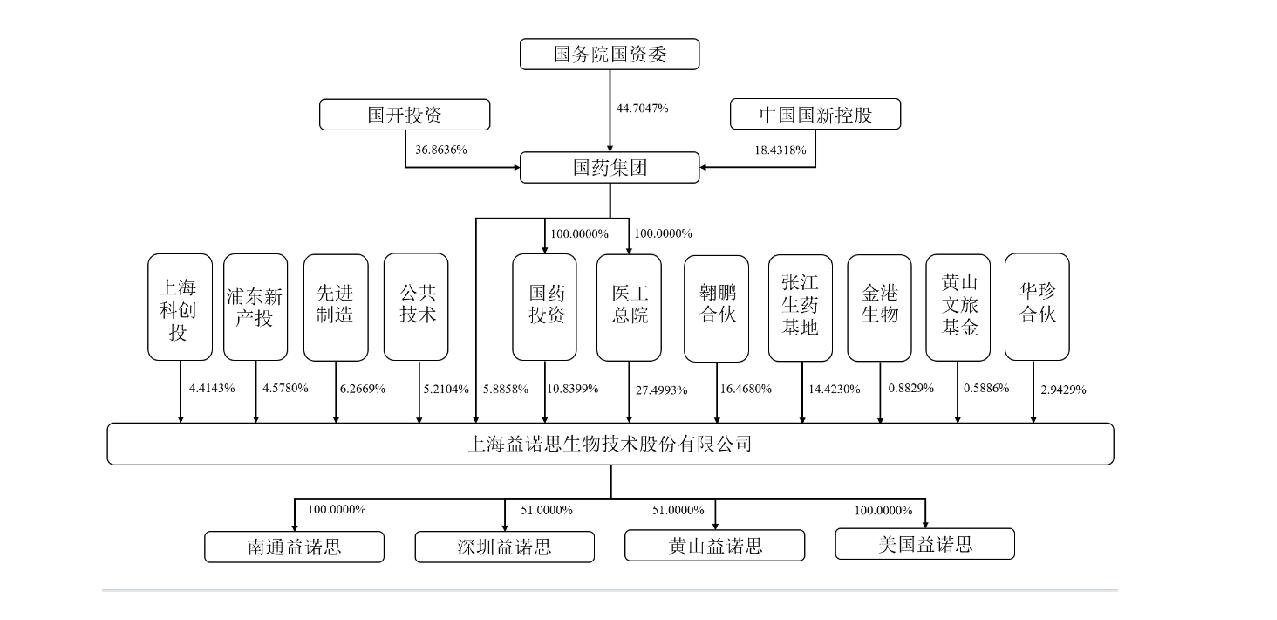 国务院国资委
44.7047%
国开投资
中国国新控股
36.8636%
18.4318%
国药集团
100.0000%
100.0000%
上海
科创
投
浦东新
产投
先进
制造
公共
技术
国药
投资
医工
总院
翱鹏
合伙
张江
生药
基地
金港
生物
黄山
文旅
基金
华珍
合伙
4.4143%
4.5780%
6.2669%
5.2104%
5.8858%
10.8399%
27.4993%
16.4680%
14.4230%
0.8829%
0.5886%
2.9429%
上海益诺思生物技术股份有限公司
100.0000%
51.0000%
51.0000%
100.0000%
南通益诺思
深圳益诺思
黄山益诺思
美国益诺思